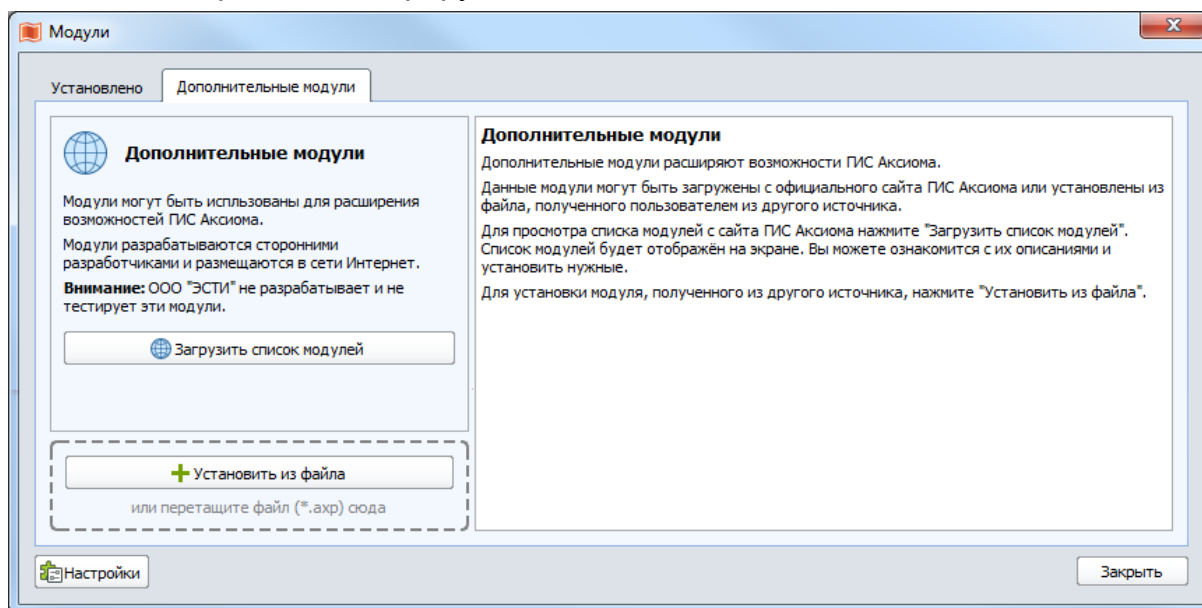 Модули
Установлено
Дополнительные модули
Дополнительные модули
Модули могут быть использованы для расширения
возможностей ГИС Аксиома.
Модули разрабатываются сторонними
разработчиками и размещаются в сети Интернет.
Внимание: ООО "ЭСТИ" не разрабатывает и не
тестирует эти модули.
Загрузить список модулей
Установить из файла
или перетащите файл (*.axp) сюда
Дополнительные модули
Дополнительные модули расширяют возможности ГИС Аксиома.
Данные модули могут быть загружены с официального сайта ГИС Аксиома или установлены из
файла, полученного пользователем из другого источника.
Для просмотра списка модулей с сайта ГИС Аксиома нажмите "Загрузить список модулей".
Список модулей будет отображён на экране. Вы можете ознакомится с их описаниями и
установить нужные.
Для установки модуля, полученного из другого источника, нажмите "Установить из файла".
Настройки
Закрыть